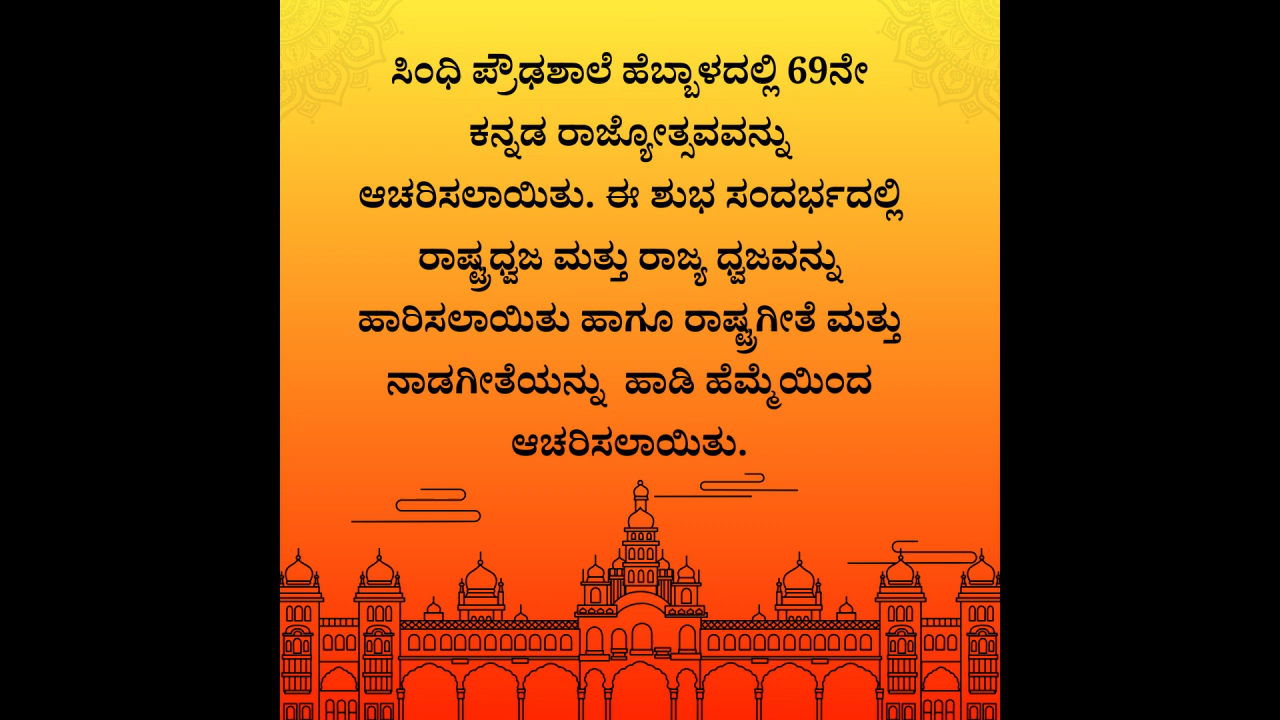 ಸಿಂಧಿ ಪ್ರೌಢಶಾಲೆ ಹೆಬ್ಬಾಳದಲ್ಲಿ 69ನೇ
ಕನ್ನಡ ರಾಜ್ಯೋತ್ಸವವನ್ನು
ಆಚರಿಸಲಾಯಿತು. ಈ ಶುಭ ಸಂದರ್ಭದಲ್ಲಿ
ರಾಷ್ಟ್ರಧ್ವಜ ಮತ್ತು ರಾಜ್ಯ ಧ್ವಜವನ್ನು
ಹಾರಿಸಲಾಯಿತು ಹಾಗೂ ರಾಷ್ಟ್ರಗೀತೆ ಮತ್ತು
ನಾಡಗೀತೆಯನ್ನು ಹಾಡಿ ಹೆಮ್ಮೆಯಿಂದ
ಆಚರಿಸಲಾಯಿತು.